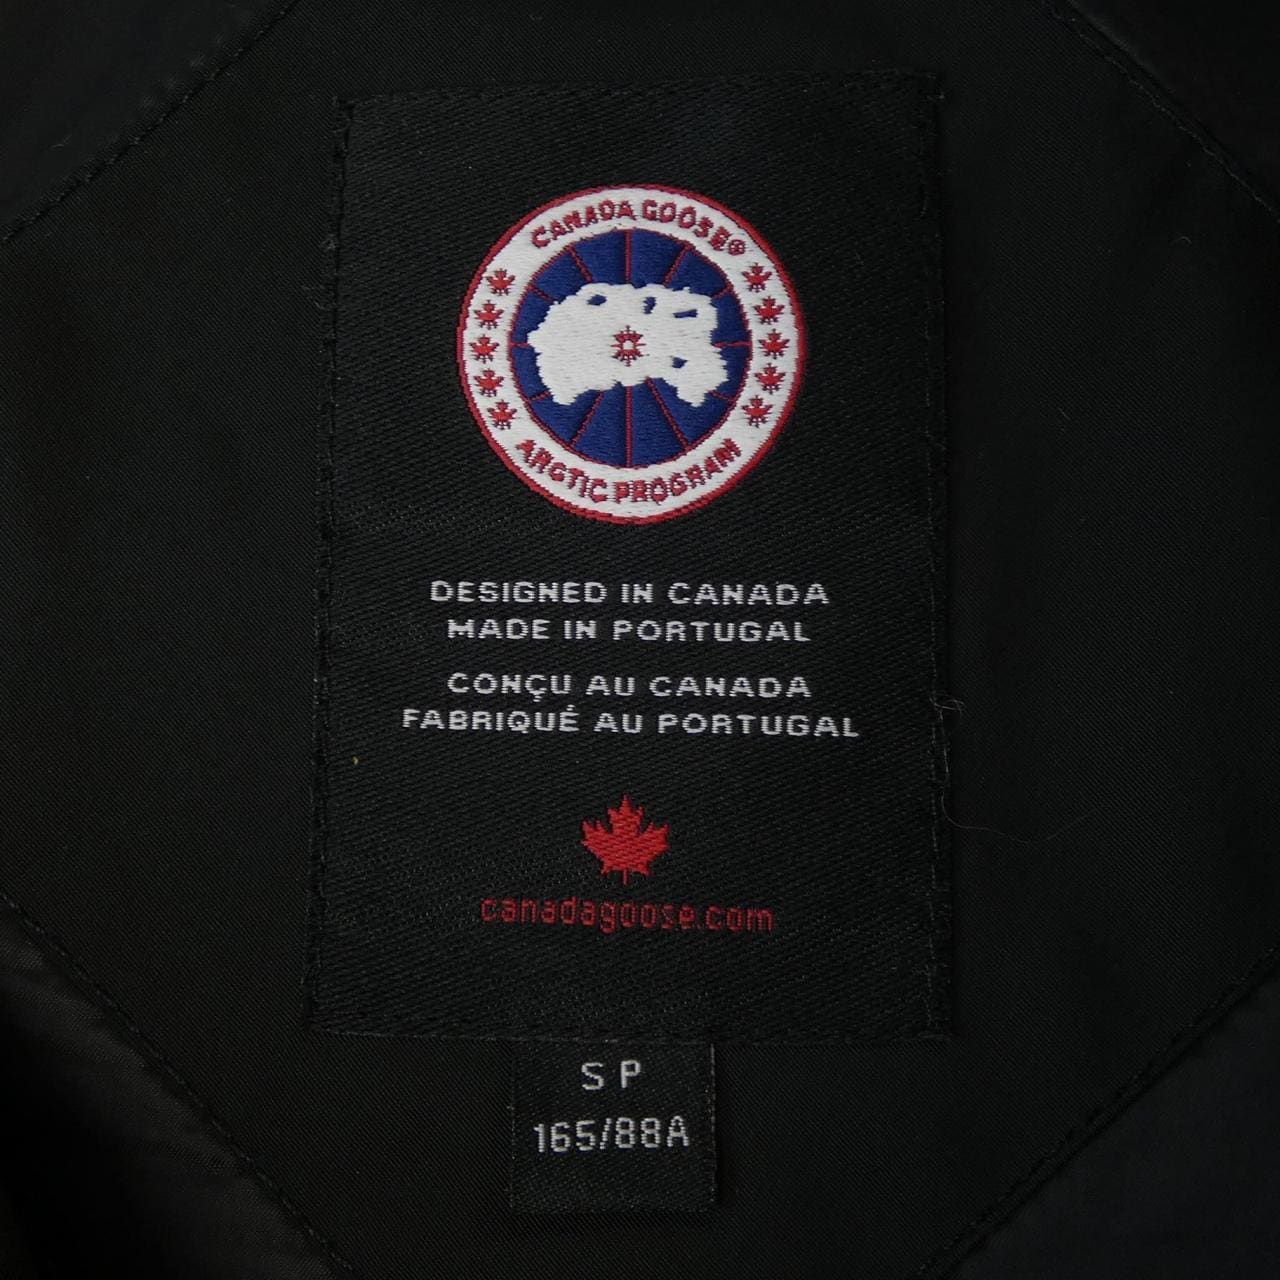 CANADA GOOSE®
ARCTIC PROGRAM
DESIGNED IN CANADA
MADE IN PORTUGAL
CONÇU AU CANADA
FABRIQUÉ AU PORTUGAL
canadagoose.com
S P
165/88A